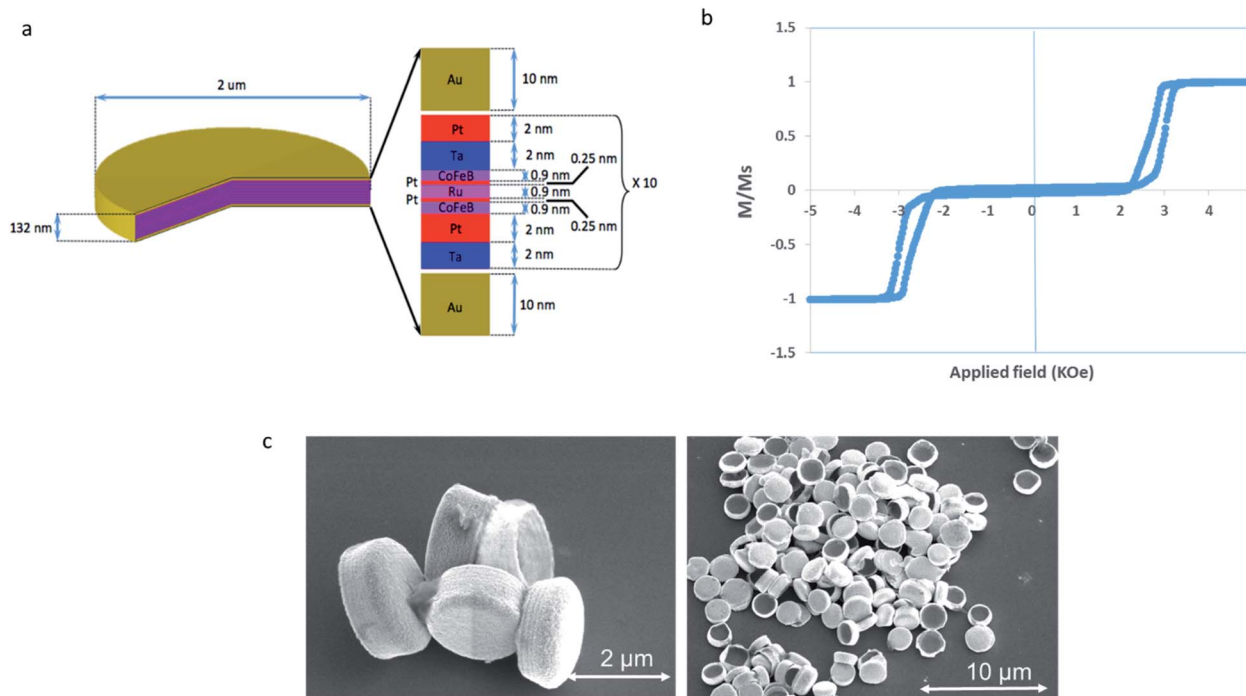 a
2 um
132 nm
Au
10 nm
Pt
2 nm
Ta
2 nm
CoFeB
0.9 nm
0.25 nm
Pt
Ru
0.9 nm
X 10
Pt
CoFeB
0.9 nm
0.25 nm
Pt
2 nm
Ta
2 nm
Au
10 nm
b
1.5
1
0.5
0
-0.5
-1
-1.5
M/Ms
-5 -4 -3 -2 -1 0 1 2 3 4
Applied field (KOe)
c
2 µm
10 µm